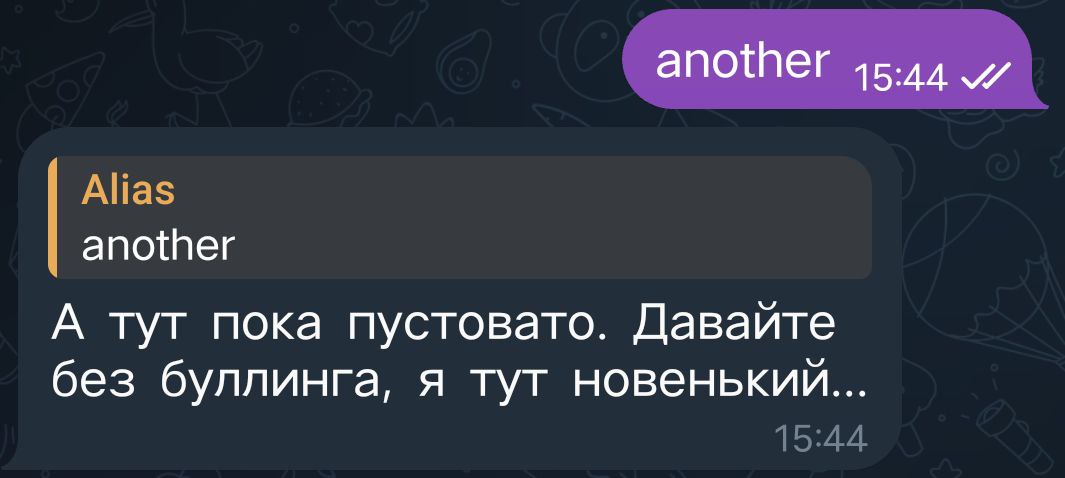 another 15:44
Alias
another
А тут пока пустовато. Давайте
без буллинга, я тут новенький...
15:44